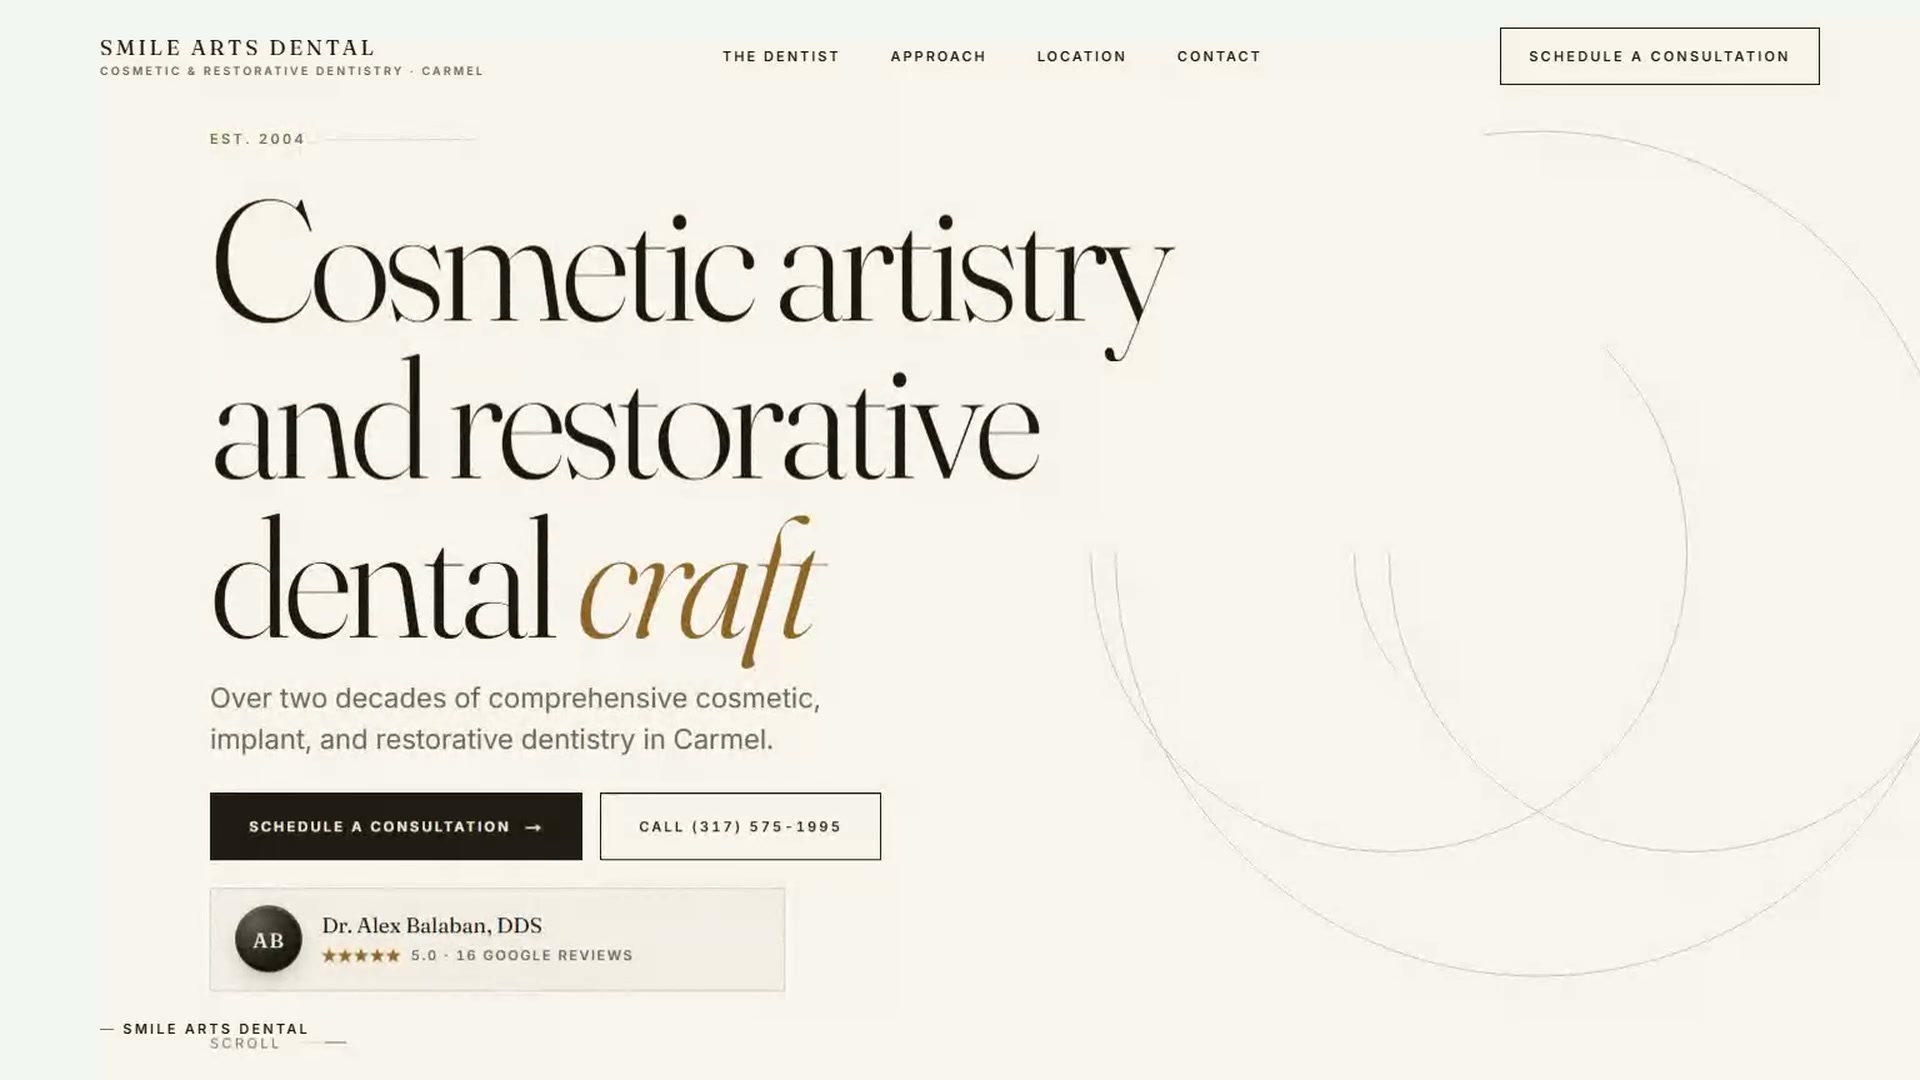 SMILE ARTS DENTAL
COSMETIC & RESTORATIVE DENTISTRY · CARMEL
THE DENTIST
APPROACH
LOCATION
CONTACT
SCHEDULE A CONSULTATION
EST. 2004
Cosmetic artistry
and restorative
dental craft
Over two decades of comprehensive cosmetic,
implant, and restorative dentistry in Carmel.
SCHEDULE A CONSULTATION →
CALL (317) 575-1995
AB
Dr. Alex Balaban, DDS
★★★★★ 5.0 · 16 GOOGLE REVIEWS
— SMILE ARTS DENTAL
SCROLL